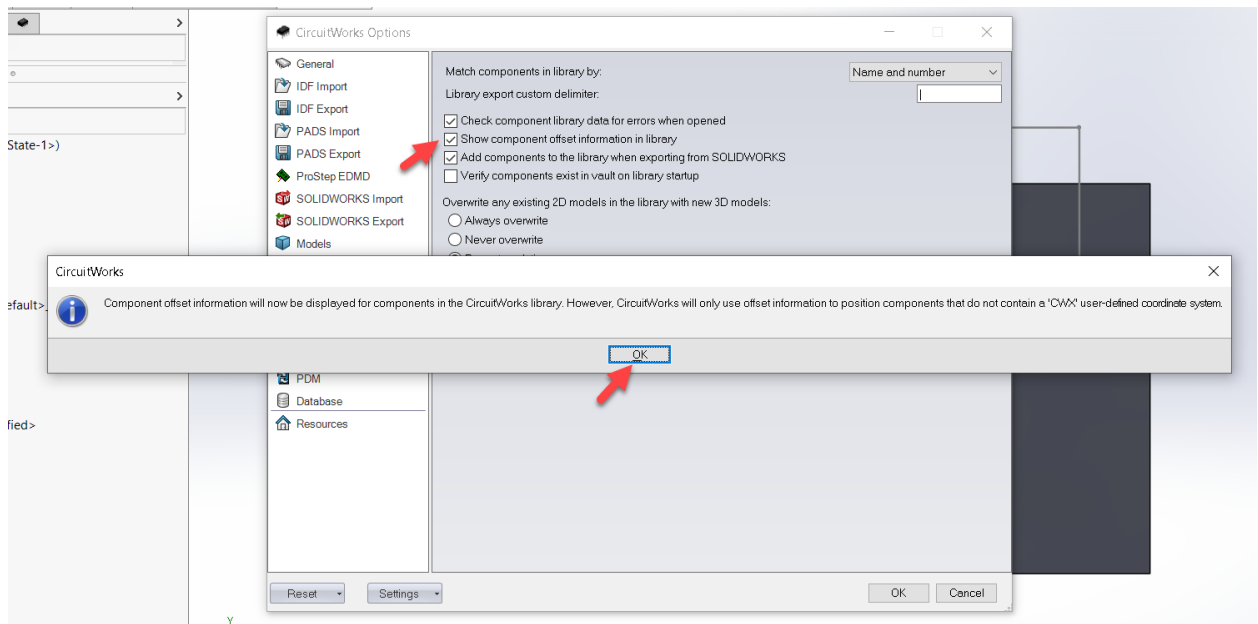 CircuitWorks Options
State-1>)
efault>
fied>
General
IDF Import
IDF Export
PADS Import
PADS Export
ProStep EDMD
SOLIDWORKS Import
SOLIDWORKS Export
Models
Match components in library by:
Name and number
Library export custom delimiter:
Check component library data for errors when opened
Show component offset information in library
Add components to the library when exporting from SOLIDWORKS
Verify components exist in vault on library startup
Overwrite any existing 2D models in the library with new 3D models:
Always overwrite
Never overwrite
CircuitWorks
Component offset information will now be displayed for components in the CircuitWorks library. However, CircuitWorks will only use offset information to position components that do not contain a 'CWX' user-defined coordinate system.
OK
PDM
Database
Resources
Reset
Settings
OK
Cancel
Y